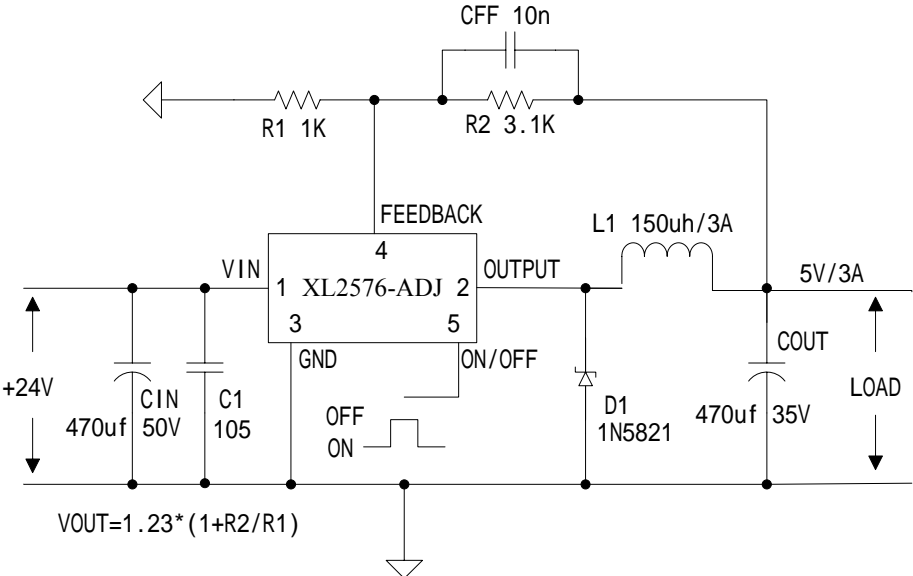 CFF 10n
R1 1K
R2 3.1K
FEEDBACK
L1 150uh/3A
4
VIN
OUTPUT
5V/3A
1 XL2576-ADJ 2
3
5
GND
ON/OFF
COUT
+24V
CIN
C1
OFF
D1
LOAD
470uf 50V
105
ON
1N5821
470uf 35V
VOUT=1.23*(1+R2/R1)